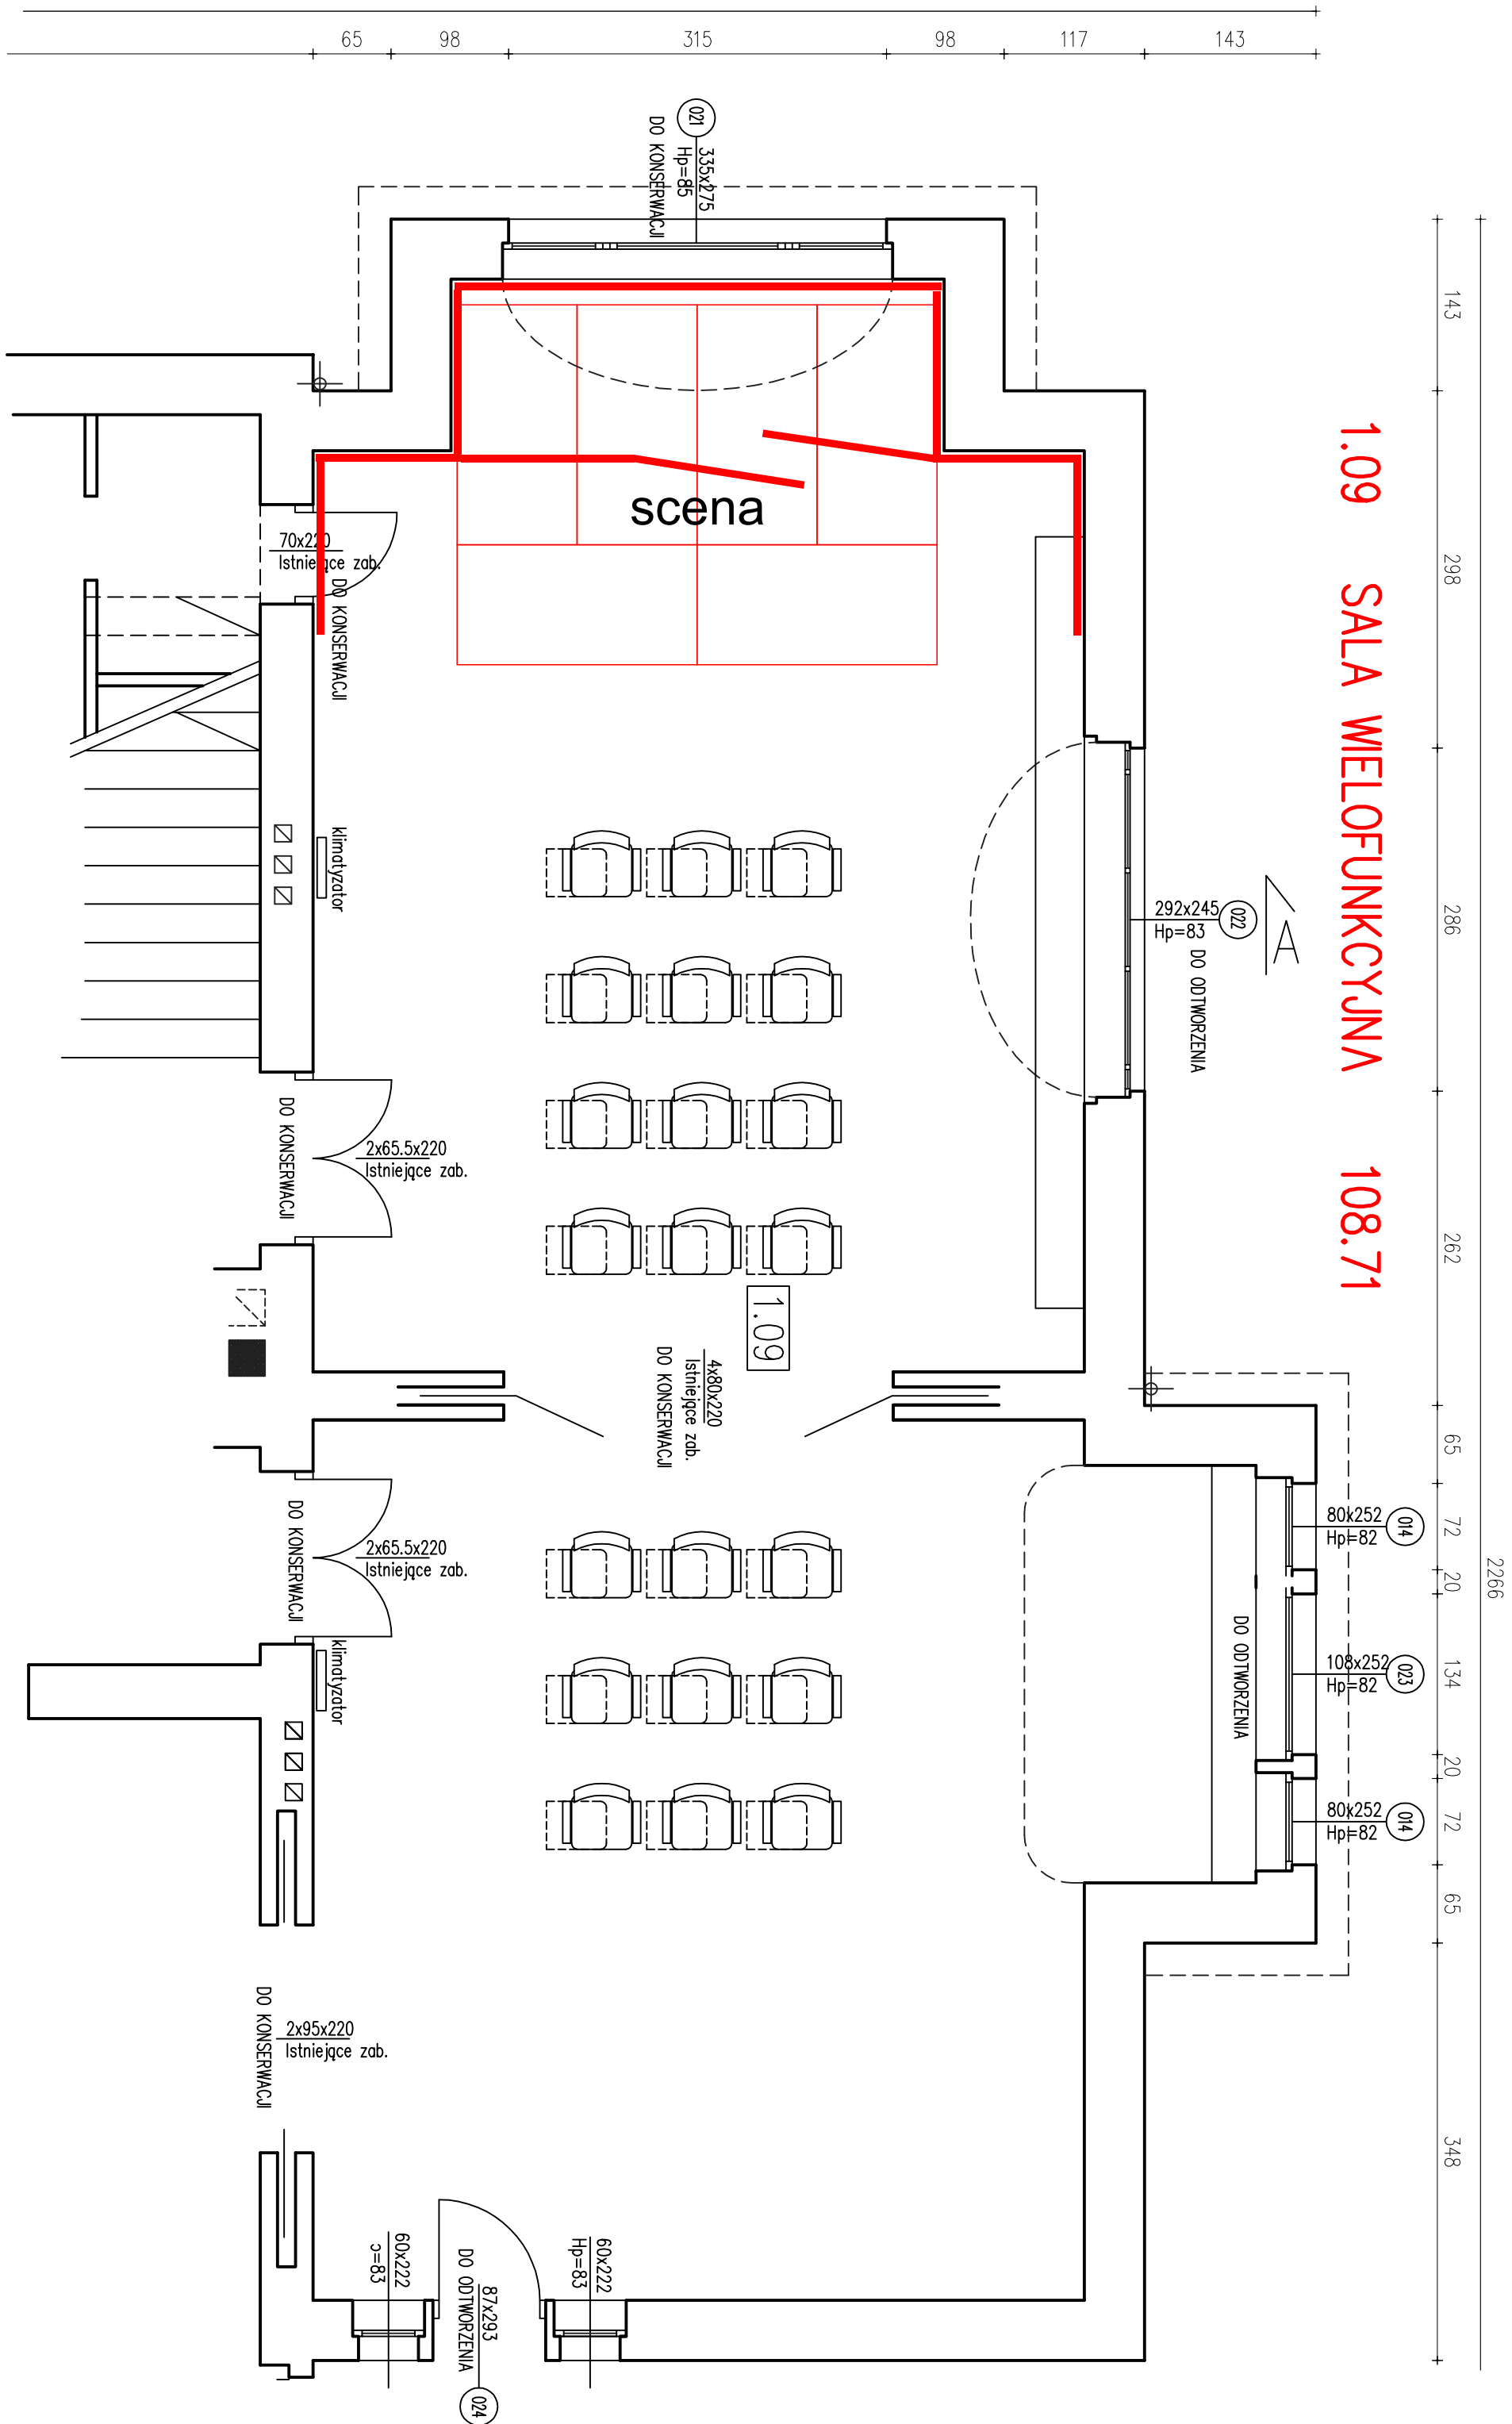 65 98 315 98 117 143
021
335x275
Hp=85
DO KONSERWACJI
143
298
286
262
65
72
20
134
20
72
65
348
2266
1.09 SALA WIELOFUNKCYJNA 108.71
scena
70x220
Istniejące zab.
DO KONSERWACJI
klimatyzator
022
292x245
Hp=83
DO ODTWORZENIA
A
2x65.5x220
Istniejące zab.
DO KONSERWACJI
1.09
4x80x220
Istniejące zab.
DO KONSERWACJI
014
80x252
Hp=82
2x65.5x220
Istniejące zab.
DO KONSERWACJI
klimatyzator
023
108x252
Hp=82
DO ODTWORZENIA
014
80x252
Hp=82
2x95x220
Istniejące zab.
DO KONSERWACJI
60x222
=83
87x293
DO ODTWORZENIA
024
60x222
Hp=83